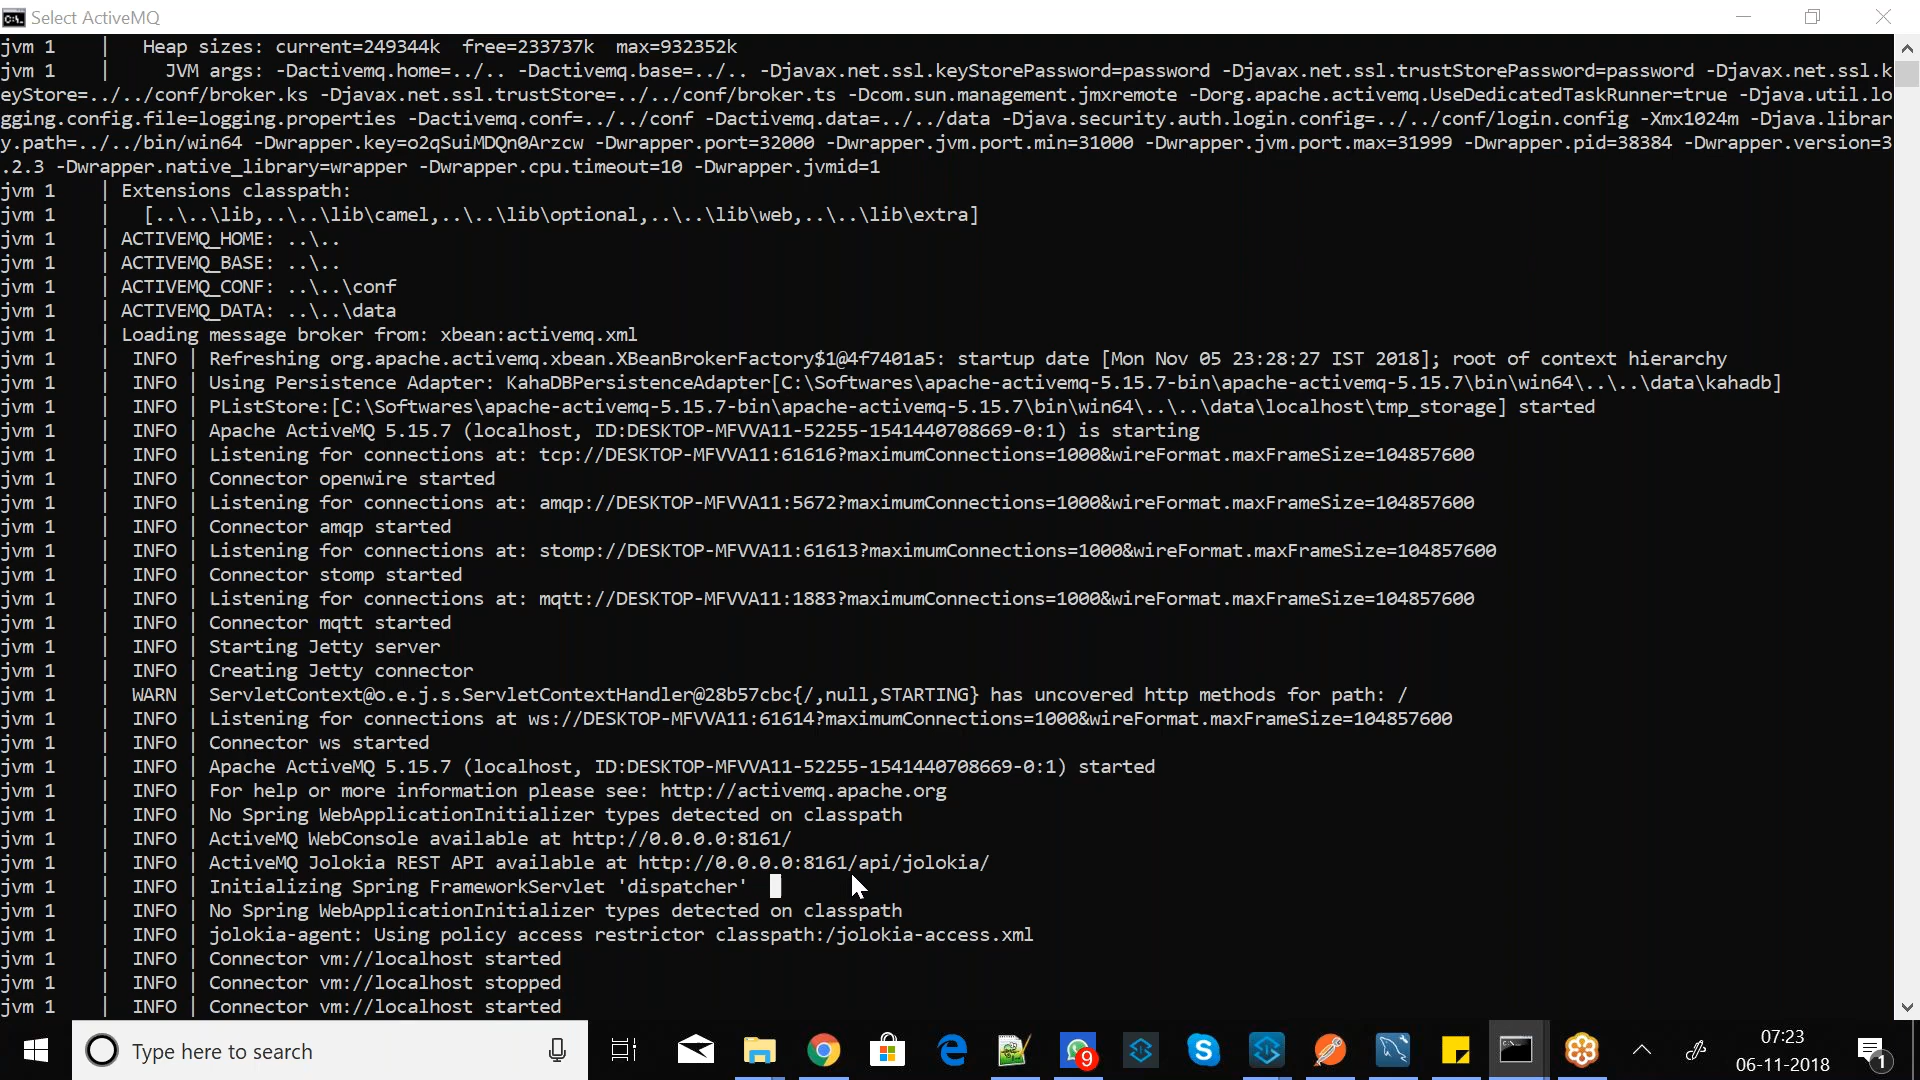 Select ActiveMQ
jvm 1    |   Heap sizes: current=249344k  free=233737k  max=932352k
jvm 1    |     JVM args: -Dactivemq.home=../.. -Dactivemq.base=../.. -Djavax.net.ssl.keyStorePassword=password -Djavax.net.ssl.trustStorePassword=password -Djavax.net.ssl.k
eyStore=../../conf/broker.ks -Djavax.net.ssl.trustStore=../../conf/broker.ts -Dcom.sun.management.jmxremote -Dorg.apache.activemq.UseDedicatedTaskRunner=true -Djava.util.lo
gging.config.file=logging.properties -Dactivemq.conf=../../conf -Dactivemq.data=../../data -Djava.security.auth.login.config=../../conf/login.config -Xmx1024m -Djava.librar
y.path=../../bin/win64 -Dwrapper.key=o2qSuiMDQn0Arzcw -Dwrapper.port=32000 -Dwrapper.jvm.port.min=31000 -Dwrapper.jvm.port.max=31999 -Dwrapper.pid=38384 -Dwrapper.version=3
.2.3 -Dwrapper.native_library=wrapper -Dwrapper.cpu.timeout=10 -Dwrapper.jvmid=1
jvm 1    | Extensions classpath:
jvm 1    |   [..\..\lib,..\..\lib\camel,..\..\lib\optional,..\..\lib\web,..\..\lib\extra]
jvm 1    | ACTIVEMQ_HOME: ..\..
jvm 1    | ACTIVEMQ_BASE: ..\..
jvm 1    | ACTIVEMQ_CONF: ..\..\conf
jvm 1    | ACTIVEMQ_DATA: ..\..\data
jvm 1    | Loading message broker from: xbean:activemq.xml
jvm 1    |  INFO | Refreshing org.apache.activemq.xbean.XBeanBrokerFactory$1@4f7401a5: startup date [Mon Nov 05 23:28:27 IST 2018]; root of context hierarchy
jvm 1    |  INFO | Using Persistence Adapter: KahaDBPersistenceAdapter[C:\Softwares\apache-activemq-5.15.7-bin\apache-activemq-5.15.7\bin\win64\..\..\data\kahadb]
jvm 1    |  INFO | PListStore:[C:\Softwares\apache-activemq-5.15.7-bin\apache-activemq-5.15.7\bin\win64\..\..\data\localhost\tmp_storage] started
jvm 1    |  INFO | Apache ActiveMQ 5.15.7 (localhost, ID:DESKTOP-MFVVA11-52255-1541440708669-0:1) is starting
jvm 1    |  INFO | Listening for connections at: tcp://DESKTOP-MFVVA11:61616?maximumConnections=1000&wireFormat.maxFrameSize=104857600
jvm 1    |  INFO | Connector openwire started
jvm 1    |  INFO | Listening for connections at: amqp://DESKTOP-MFVVA11:5672?maximumConnections=1000&wireFormat.maxFrameSize=104857600
jvm 1    |  INFO | Connector amqp started
jvm 1    |  INFO | Listening for connections at: stomp://DESKTOP-MFVVA11:61613?maximumConnections=1000&wireFormat.maxFrameSize=104857600
jvm 1    |  INFO | Connector stomp started
jvm 1    |  INFO | Listening for connections at: mqtt://DESKTOP-MFVVA11:1883?maximumConnections=1000&wireFormat.maxFrameSize=104857600
jvm 1    |  INFO | Connector mqtt started
jvm 1    |  INFO | Starting Jetty server
jvm 1    |  INFO | Creating Jetty connector
jvm 1    |  WARN | ServletContext@o.e.j.s.ServletContextHandler@28b57cbc{/,null,STARTING} has uncovered http methods for path: /
jvm 1    |  INFO | Listening for connections at ws://DESKTOP-MFVVA11:61614?maximumConnections=1000&wireFormat.maxFrameSize=104857600
jvm 1    |  INFO | Connector ws started
jvm 1    |  INFO | Apache ActiveMQ 5.15.7 (localhost, ID:DESKTOP-MFVVA11-52255-1541440708669-0:1) started
jvm 1    |  INFO | For help or more information please see: http://activemq.apache.org
jvm 1    |  INFO | No Spring WebApplicationInitializer types detected on classpath
jvm 1    |  INFO | ActiveMQ WebConsole available at http://0.0.0.0:8161/
jvm 1    |  INFO | ActiveMQ Jolokia REST API available at http://0.0.0.0:8161/api/jolokia/
jvm 1    |  INFO | Initializing Spring FrameworkServlet 'dispatcher'
jvm 1    |  INFO | No Spring WebApplicationInitializer types detected on classpath
jvm 1    |  INFO | jolokia-agent: Using policy access restrictor classpath:/jolokia-access.xml
jvm 1    |  INFO | Connector vm://localhost started
jvm 1    |  INFO | Connector vm://localhost stopped
jvm 1    |  INFO | Connector vm://localhost started
Type here to search
9
07:23
06-11-2018
1